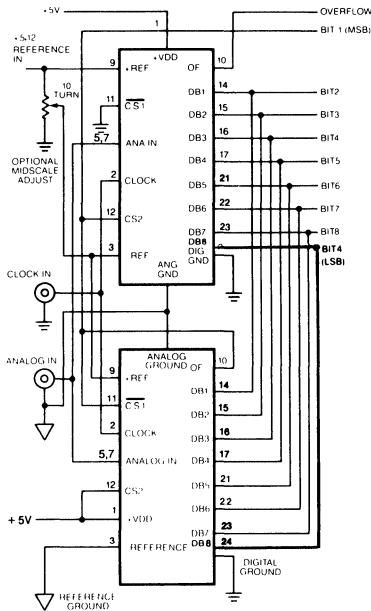 +5V
OVERFLOW
1
BIT 1 (MSB)
+5-12
REFERENCE
IN
+VDD
9
+REF
OF
10
10
TURN
DB1
14
BIT2
11
CS1
DB2
15
BIT3
5,7
ANA IN
DB3
16
BIT4
OPTIONAL
MIDSCALE
ADJUST
DB4
17
BIT5
2
CLOCK
DB5
21
BIT6
12
CS2
DB6
22
BIT7
DB7
23
BIT8
3
REF
DB8
BIT4
(LSB)
ANG
GND
DIG
GND
CLOCK IN
ANALOG IN
ANALOG
GROUND
OF
10
9
+REF
DB1
14
11
CS1
DB2
15
2
CLOCK
DB3
16
5,7
ANALOG IN
DB4
17
DB5
21
12
CS2
DB6
22
+5V
1
+VDD
DB7
23
3
REFERENCE
DB8
24
DIGITAL
GROUND
REFERENCE
GROUND